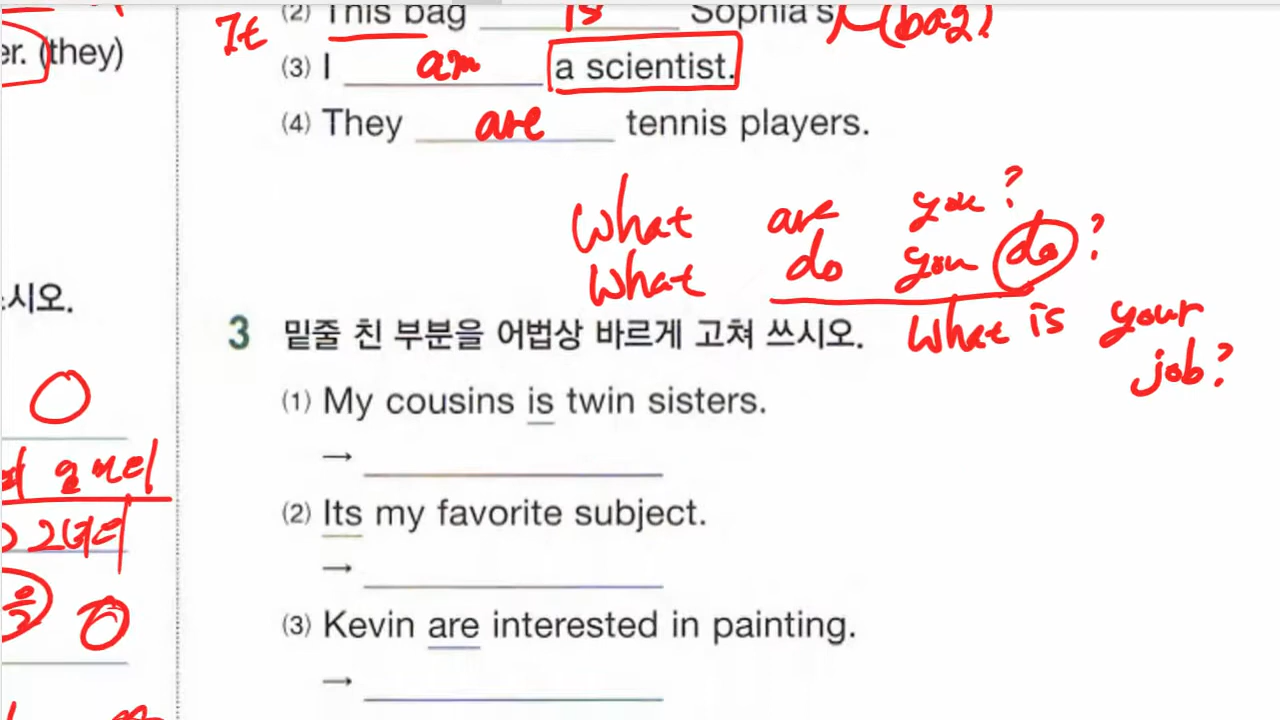 er. (they)
시오.
O
It
(2) This bag is Sophia's (bag).
(3) I am a scientist.
(4) They are tennis players.
What are you?
What do you do?
What is your
job?
3 밑줄 친 부분을 어법상 바르게 고쳐 쓰시오.
(1) My cousins is twin sisters.
→
(2) Its my favorite subject.
→
(3) Kevin are interested in painting.
→